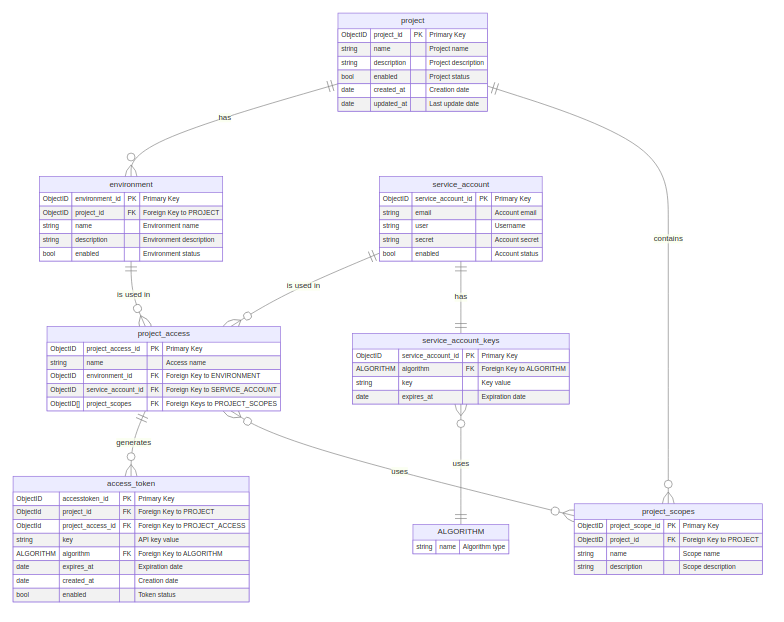 project
ObjectID project_id PK Primary Key
string name Project name
string description Project description
bool enabled Project status
date created_at Creation date
date updated_at Last update date
has
environment
ObjectID environment_id PK Primary Key
ObjectID project_id FK Foreign Key to PROJECT
string name Environment name
string description Environment description
bool enabled Environment status
service_account
ObjectID service_account_id PK Primary Key
string email Account email
string user Username
string secret Account secret
bool enabled Account status
contains
is used in
is used in
has
project_access
ObjectID project_access_id PK Primary Key
string name Access name
ObjectID environment_id FK Foreign Key to ENVIRONMENT
ObjectID service_account_id FK Foreign Key to SERVICE_ACCOUNT
ObjectID[] project_scopes FK Foreign Keys to PROJECT_SCOPES
service_account_keys
ObjectID service_account_id PK Primary Key
ALGORITHM algorithm FK Foreign Key to ALGORITHM
string key Key value
date expires_at Expiration date
generates
uses
uses
access_token
ObjectID accesstoken_id PK Primary Key
ObjectId project_id FK Foreign Key to PROJECT
ObjectId project_access_id FK Foreign Key to PROJECT_ACCESS
string key API key value
ALGORITHM algorithm FK Foreign Key to ALGORITHM
date expires_at Expiration date
date created_at Creation date
bool enabled Token status
ALGORITHM
string name Algorithm type
project_scopes
ObjectID project_scope_id PK Primary Key
ObjectID project_id FK Foreign Key to PROJECT
string name Scope name
string description Scope description